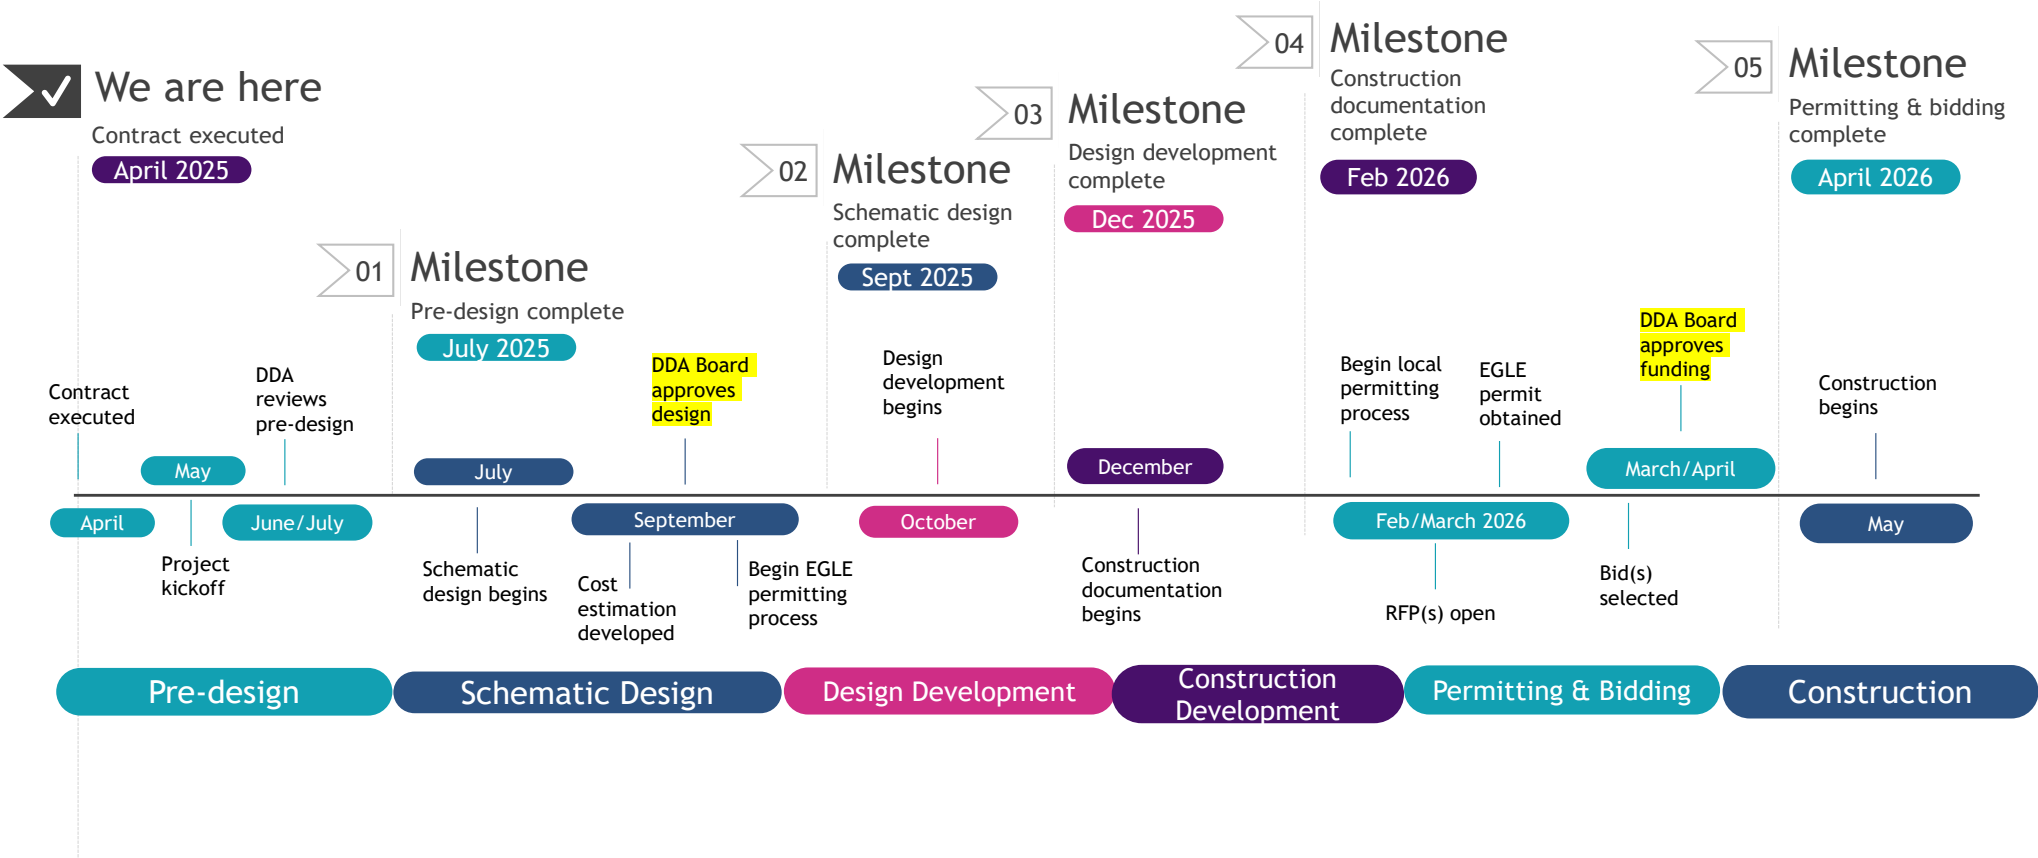 We are here
Contract executed
April 2025
01
Milestone
Pre-design complete
July 2025
02
Milestone
Schematic design
complete
Sept 2025
03
Milestone
Design development
complete
Dec 2025
04
Milestone
Construction
documentation
complete
Feb 2026
05
Milestone
Permitting & bidding
complete
April 2026
Contract
executed
April
May
Project
kickoff
DDA
reviews
pre-design
June/July
July
Schematic
design begins
DDA Board
approves
design
September
Cost
estimation
developed
Begin EGLE
permitting
process
Design
development
begins
October
December
Construction
documentation
begins
Begin local
permitting
process
EGLE
permit
obtained
Feb/March 2026
RFP(s) open
DDA Board
approves
funding
March/April
Bid(s)
selected
Construction
begins
May
Pre-design
Schematic Design
Design Development
Construction
Development
Permitting & Bidding
Construction